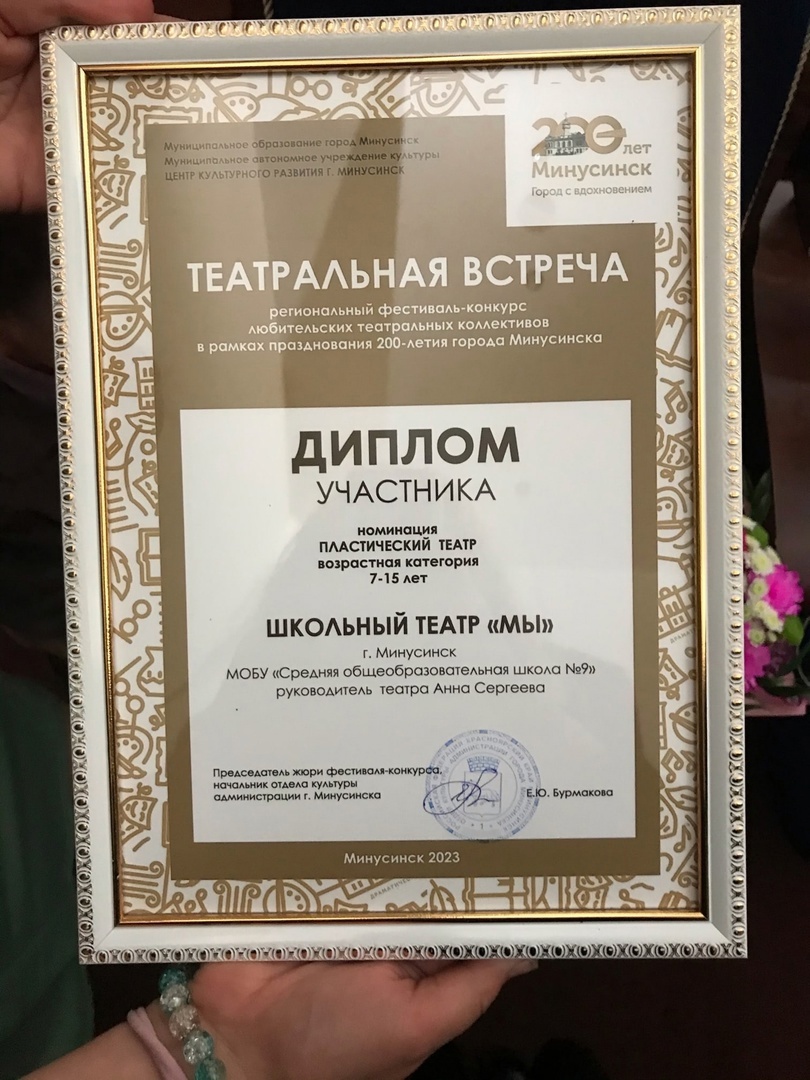 Муниципальное образование город Минусинск
Муниципальное автономное учреждение культуры
ЦЕНТР КУЛЬТУРНОГО РАЗВИТИЯ Г. МИНУСИНСК
200 лет
Минусинск
Город с вдохновением
ТЕАТРАЛЬНАЯ ВСТРЕЧА
региональный фестиваль-конкурс
любительских театральных коллективов
в рамках празднования 200-летия города Минусинска
ДИПЛОМ
УЧАСТНИКА
номинация
ПЛАСТИЧЕСКИЙ ТЕАТР
возрастная категория
7-15 лет
ШКОЛЬНЫЙ ТЕАТР «МЫ»
г. Минусинск
МОБУ «Средняя общеобразовательная школа №9»
руководитель театра Анна Сергеева
Председатель жюри фестиваля-конкурса,
начальник отдела культуры
администрации г. Минусинска
Е.Ю. Бурмакова
Минусинск 2023